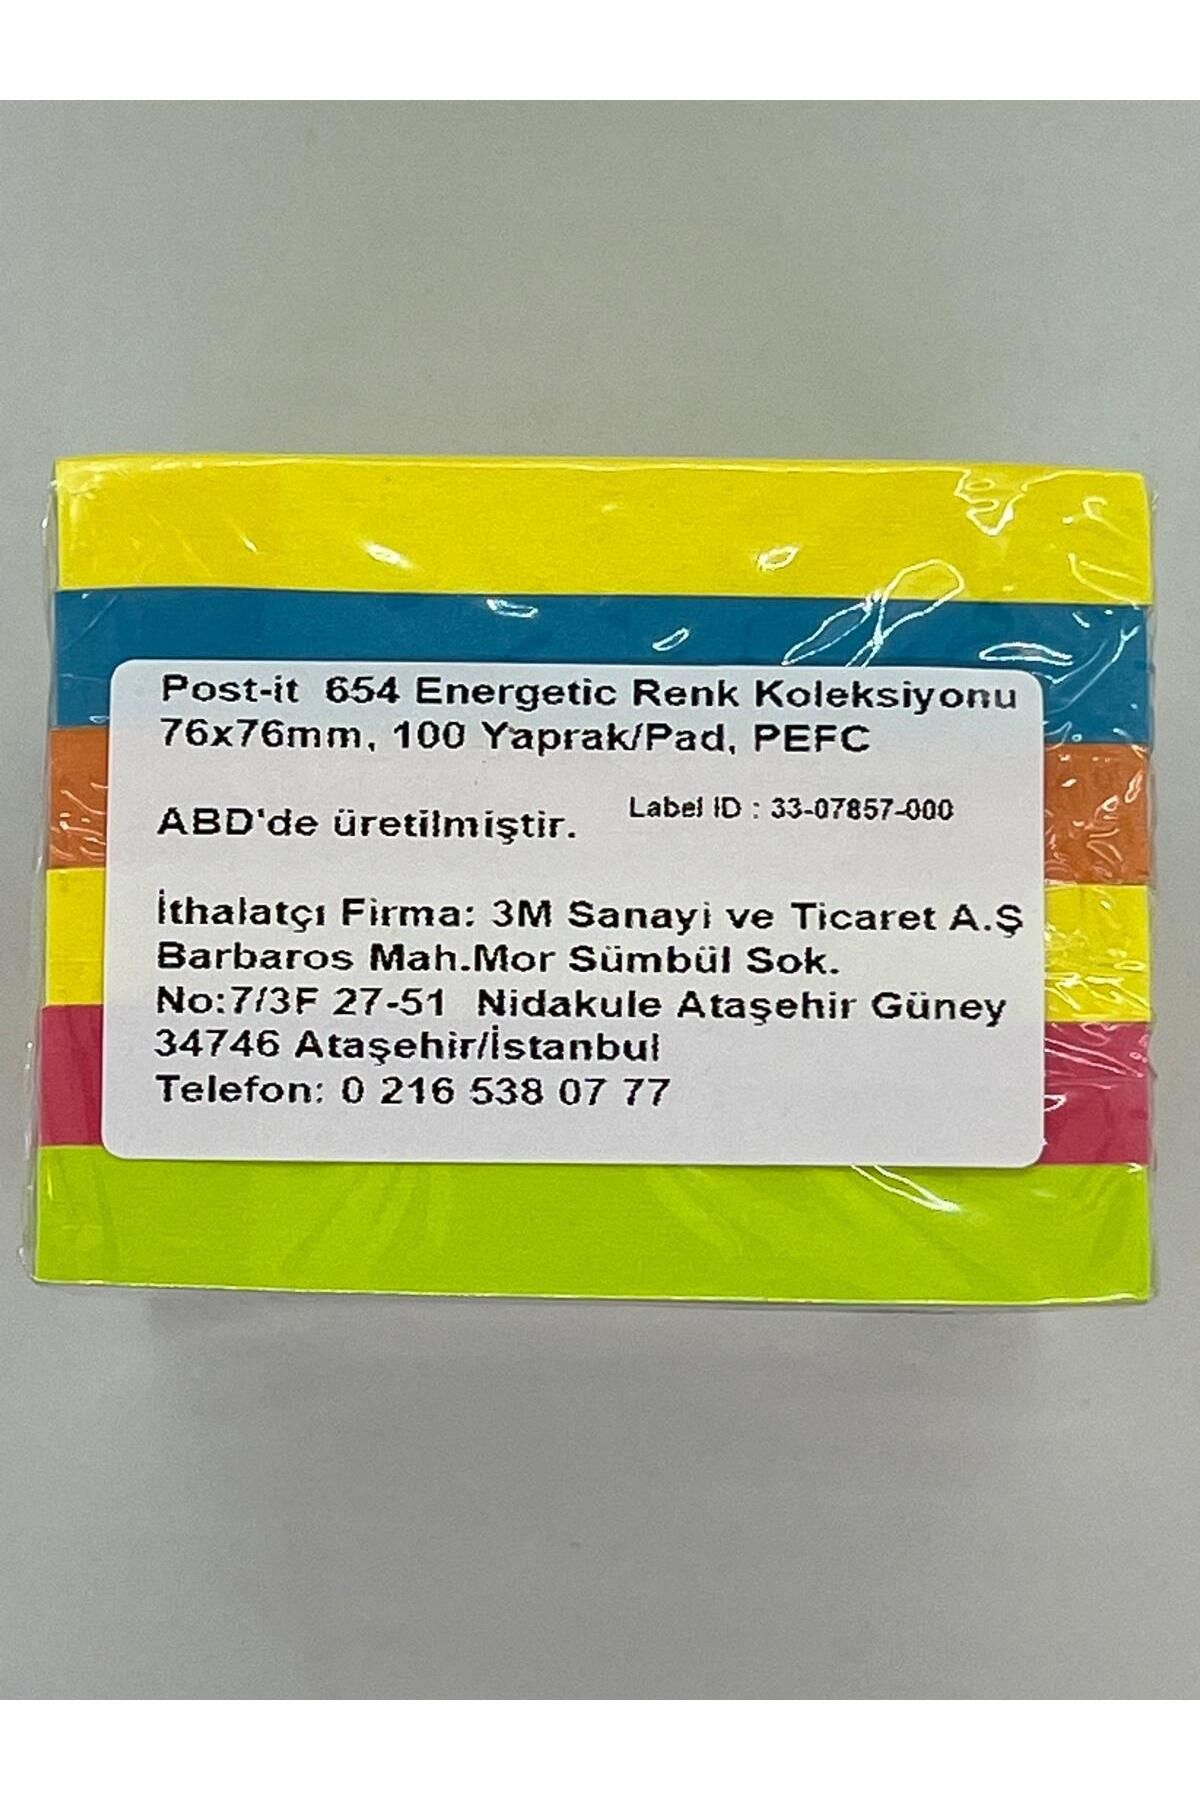 Post-it 654 Energetic Renk Koleksiyonu
76x76mm, 100 Yaprak/Pad, PEFC
ABD'de üretilmiştir.
Label ID : 33-07857-000
İthalatçı Firma: 3M Sanayi ve Ticaret A.Ş
Barbaros Mah.Mor Sümbül Sok.
No:7/3F 27-51 Nidakule Ataşehir Güney
34746 Ataşehir/İstanbul
Telefon: 0 216 538 07 77